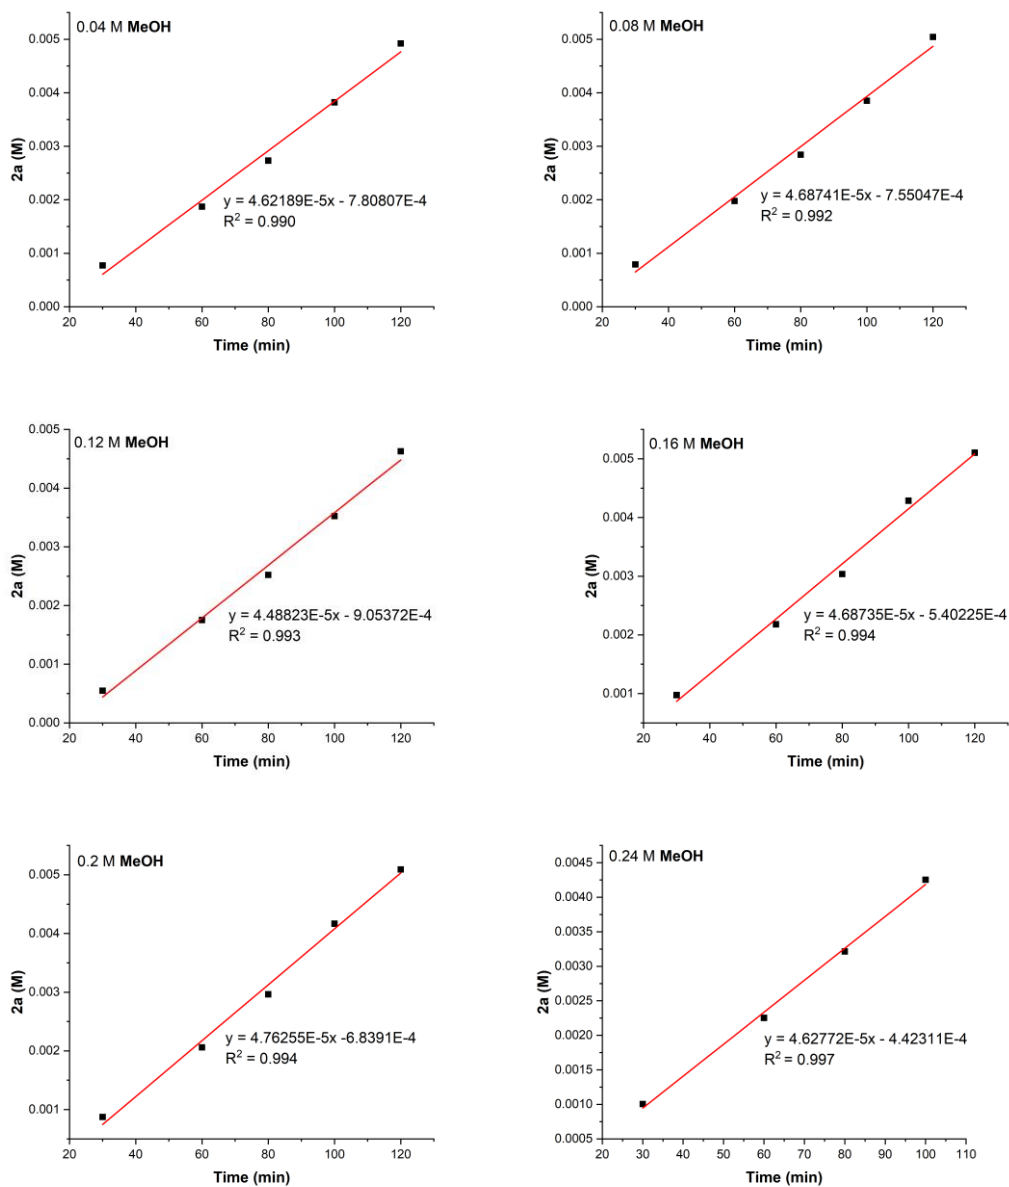 0.04 M MeOH
0.005
0.004
0.003
0.002
0.001
0.000
2a (M)
y = 4.62189E-5x - 7.80807E-4
R² = 0.990
20 40 60 80 100 120
Time (min)
0.08 M MeOH
0.005
0.004
0.003
0.002
0.001
0.000
2a (M)
y = 4.68741E-5x - 7.55047E-4
R² = 0.992
20 40 60 80 100 120
Time (min)
0.12 M MeOH
0.005
0.004
0.003
0.002
0.001
0.000
2a (M)
y = 4.48823E-5x - 9.05372E-4
R² = 0.993
20 40 60 80 100 120
Time (min)
0.16 M MeOH
0.005
0.004
0.003
0.002
0.001
2a (M)
y = 4.68735E-5x - 5.40225E-4
R² = 0.994
20 40 60 80 100 120
Time (min)
0.2 M MeOH
0.005
0.004
0.003
0.002
0.001
2a (M)
y = 4.76255E-5x -6.8391E-4
R² = 0.994
20 40 60 80 100 120
Time (min)
0.24 M MeOH
0.0045
0.0040
0.0035
0.0030
0.0025
0.0020
0.0015
0.0010
0.0005
2a (M)
y = 4.62772E-5x - 4.42311E-4
R² = 0.997
20 30 40 50 60 70 80 90 100 110
Time (min)